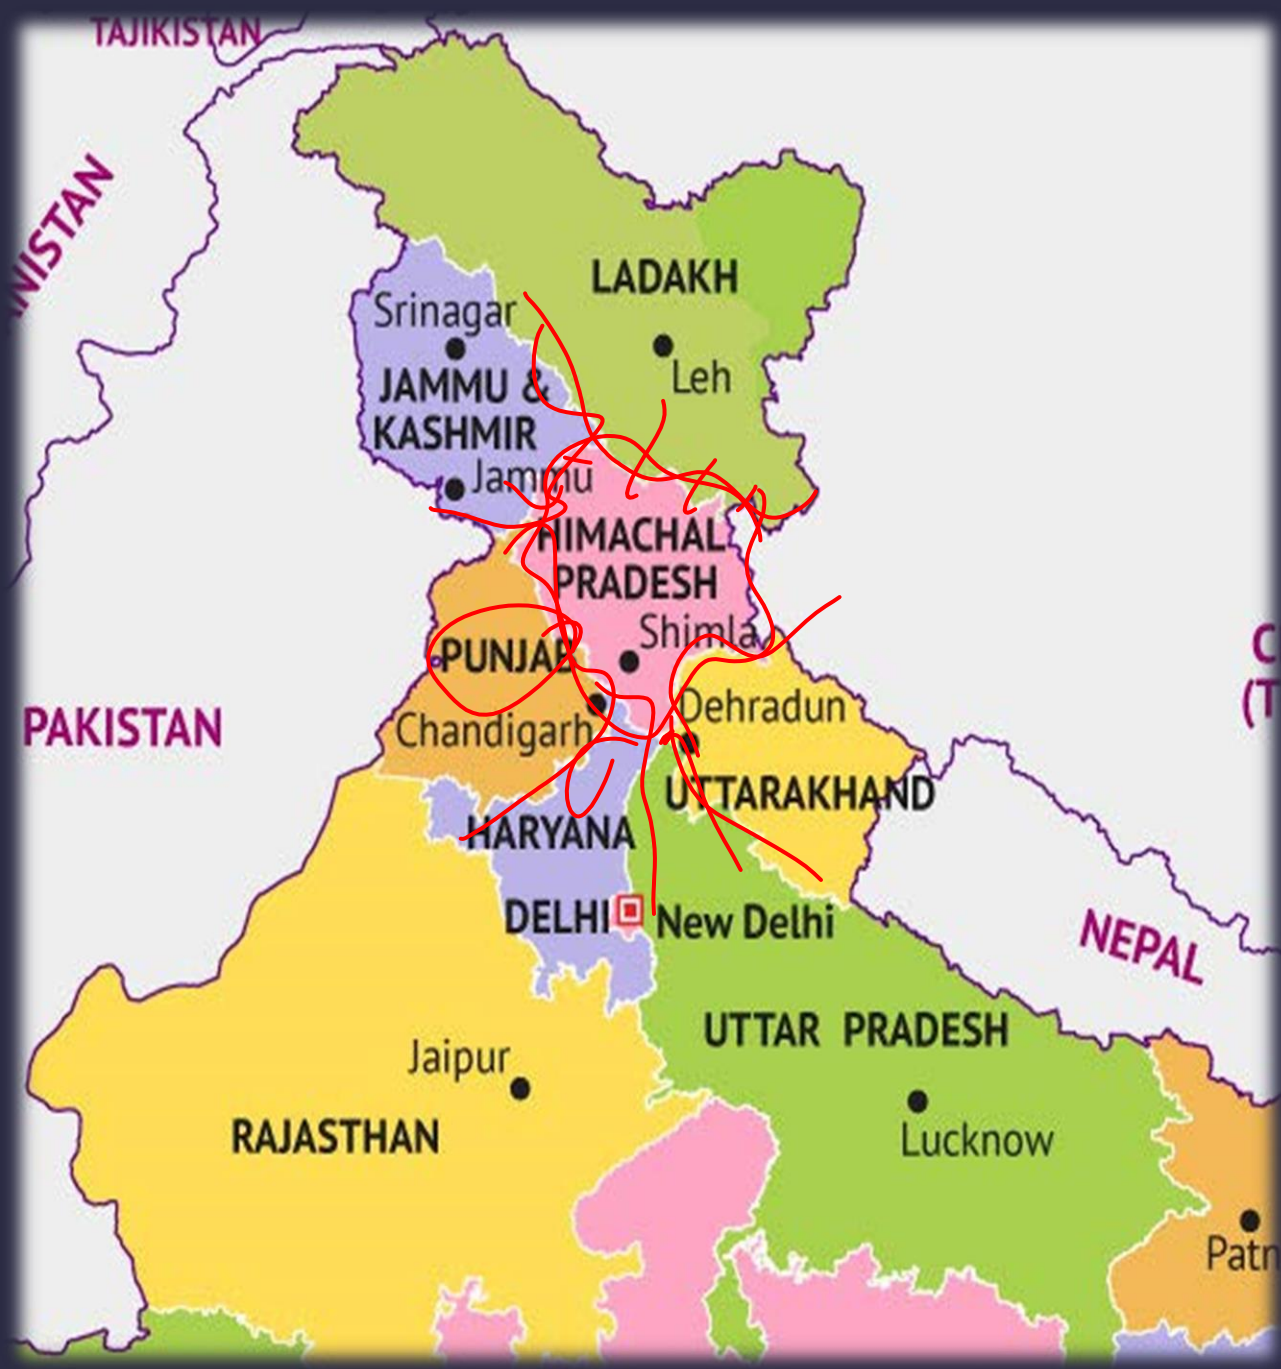 TAJIKISTAN
NISTAN
LADAKH
Srinagar
Leh
JAMMU &
KASHMIR
Jammu
HIMACHAL
PRADESH
Shimla
PUNJAB
C
(T
PAKISTAN
Chandigarh
Dehradun
UTTARAKHAND
HARYANA
DELHI
New Delhi
NEPAL
UTTAR PRADESH
Jaipur
Lucknow
RAJASTHAN
Patn